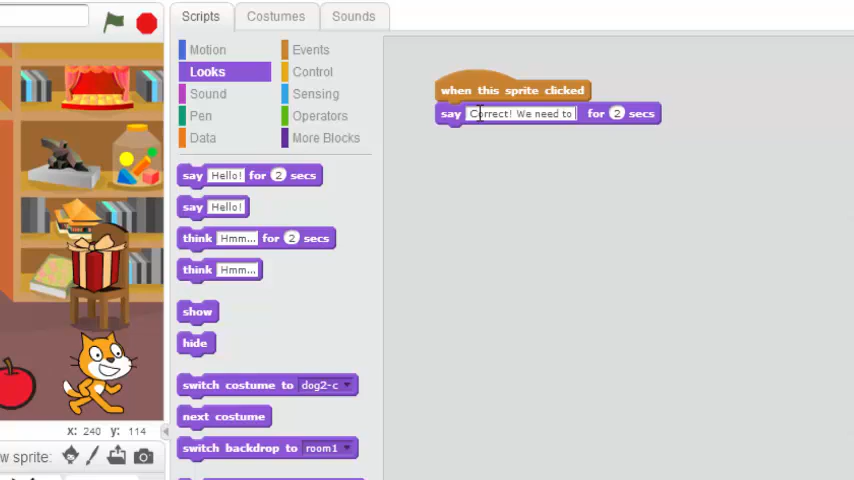 Scripts Costumes Sounds
Motion Events
Looks Control
Sound Sensing
Pen Operators
Data More Blocks
when this sprite clicked
say Correct! We need to for 2 secs
say Hello! for 2 secs
say Hello!
think Hmm... for 2 secs
think Hmm...
show
hide
switch costume to dog2-c
next costume
switch backdrop to room1
x: 240 y: 114
w sprite: